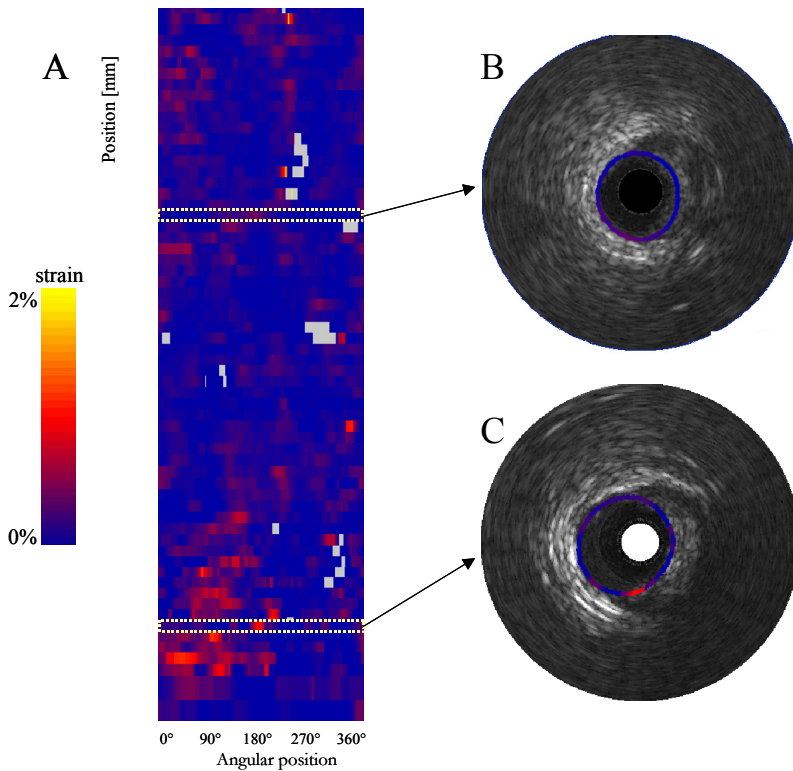 A
Position [mm]
B
strain
2%
0%
C
0° 90° 180° 270° 360°
Angular position